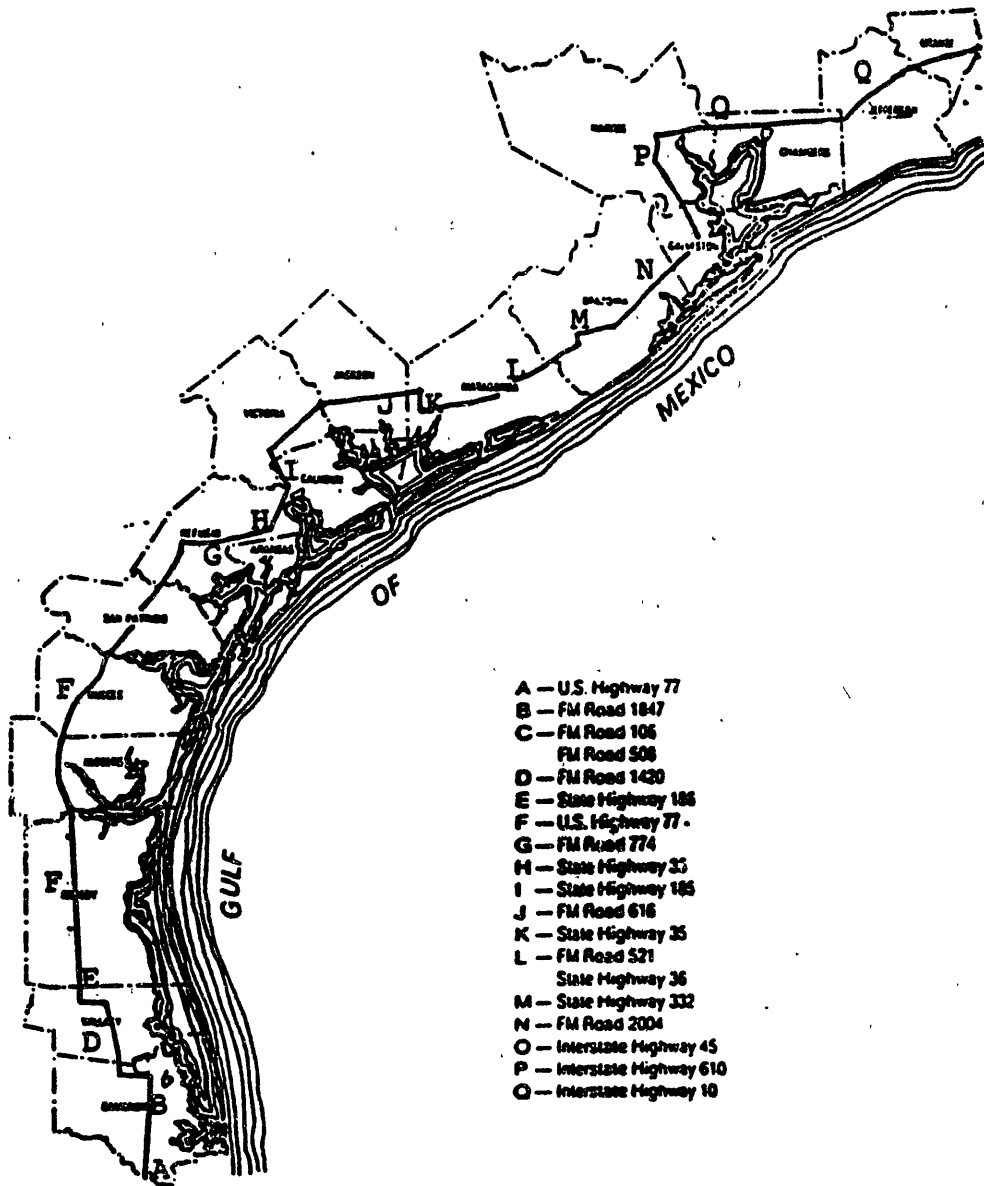 ORANGE
Q
JEFFERSON
Q
HARRIS
CHAMBERS
P
GALVESTON
N
BRAZORIA
M
MEXICO
L
MATAGORDA
JACKSON
J
K
VICTORIA
I
CALHOUN
H
REFUGIO
G
ARANSAS
OF
SAN PATRICIO
F
NUECES
GULF
F
KENEDY
E
WILLACY
D
6
B
CAMERON
A
A — U.S. Highway 77
B — FM Road 1847
C — FM Road 106
FM Road 508
D — FM Road 1420
E — State Highway 186
F — U.S. Highway 77
G — FM Road 774
H — State Highway 35
I — State Highway 185
J — FM Road 616
K — State Highway 35
L — FM Road 521
State Highway 36
M — State Highway 332
N — FM Road 2004
O — Interstate Highway 45
P — Interstate Highway 610
Q — Interstate Highway 10